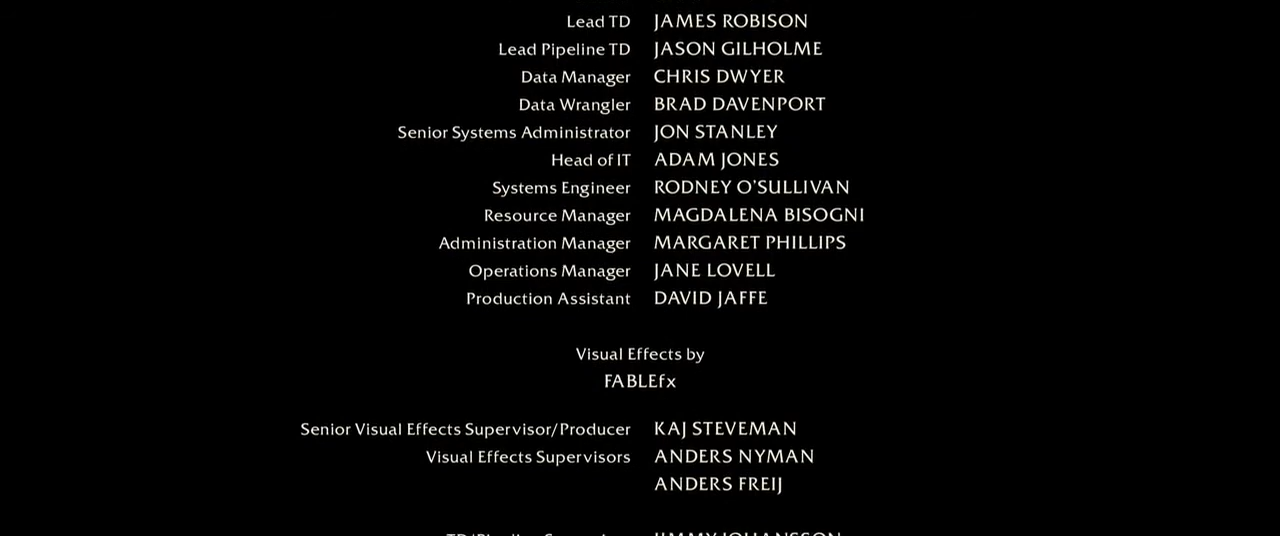 Lead TD JAMES ROBISON
Lead Pipeline TD JASON GILHOLME
Data Manager CHRIS DWYER
Data Wrangler BRAD DAVENPORT
Senior Systems Administrator JON STANLEY
Head of IT ADAM JONES
Systems Engineer RODNEY O'SULLIVAN
Resource Manager MAGDALENA BISOGNI
Administration Manager MARGARET PHILLIPS
Operations Manager JANE LOVELL
Production Assistant DAVID JAFFE
Visual Effects by
FABLEfx
Senior Visual Effects Supervisor/Producer KAJ STEVEMAN
Visual Effects Supervisors ANDERS NYMAN
ANDERS FREIJ
JIMMY JOHANSSON